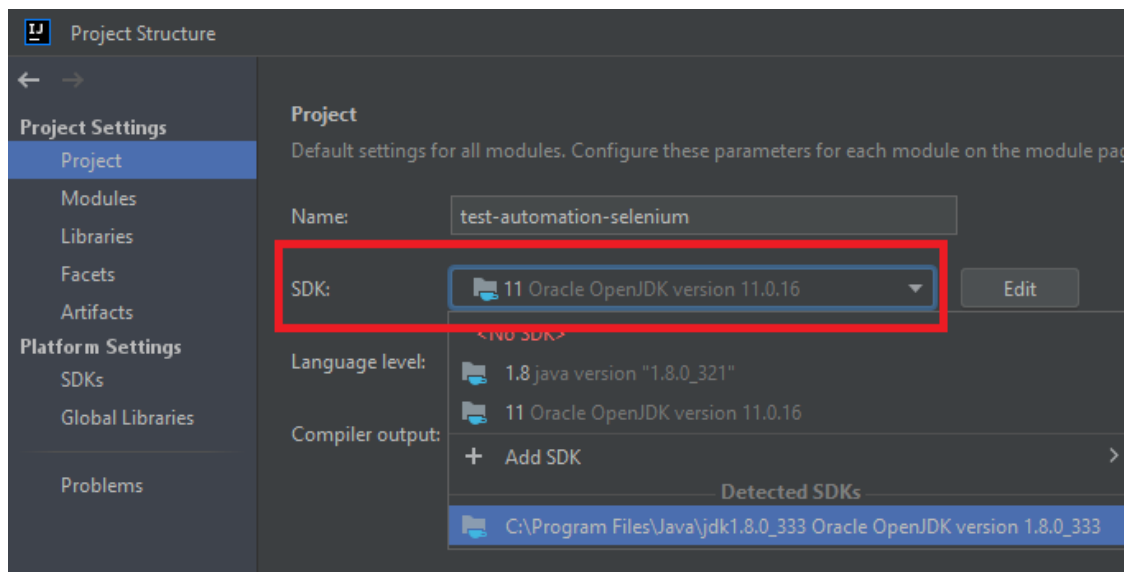 IJ
Project Structure
Project Settings
Project
Modules
Libraries
Facets
Artifacts
Platform Settings
SDKs
Global Libraries
Problems
Project
Default settings for all modules. Configure these parameters for each module on the module pag
Name: test-automation-selenium
SDK: 11 Oracle OpenJDK version 11.0.16 Edit
<No SDK>
Language level:
1.8 java version "1.8.0_321"
11 Oracle OpenJDK version 11.0.16
Compiler output:
+ Add SDK >
Detected SDKs
C:\Program Files\Java\jdk1.8.0_333 Oracle OpenJDK version 1.8.0_333